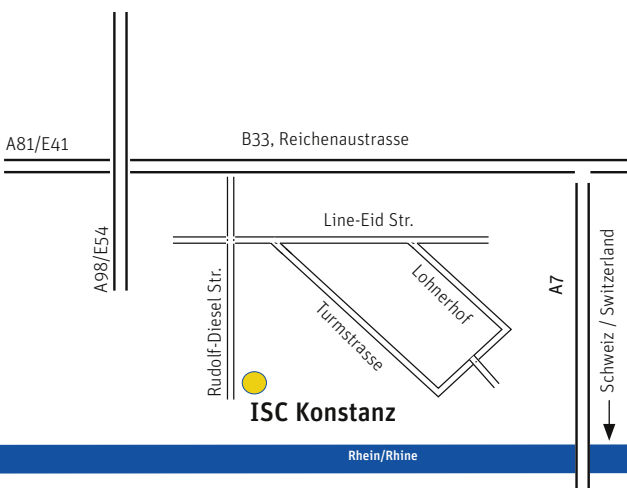 A81/E41
B33, Reichenaustrasse
Line-Eid Str.
A98/E54
Rudolf-Diesel Str.
Turmstrasse
Lohnerhof
A7
Schweiz / Switzerland
ISC Konstanz
Rhein/Rhine